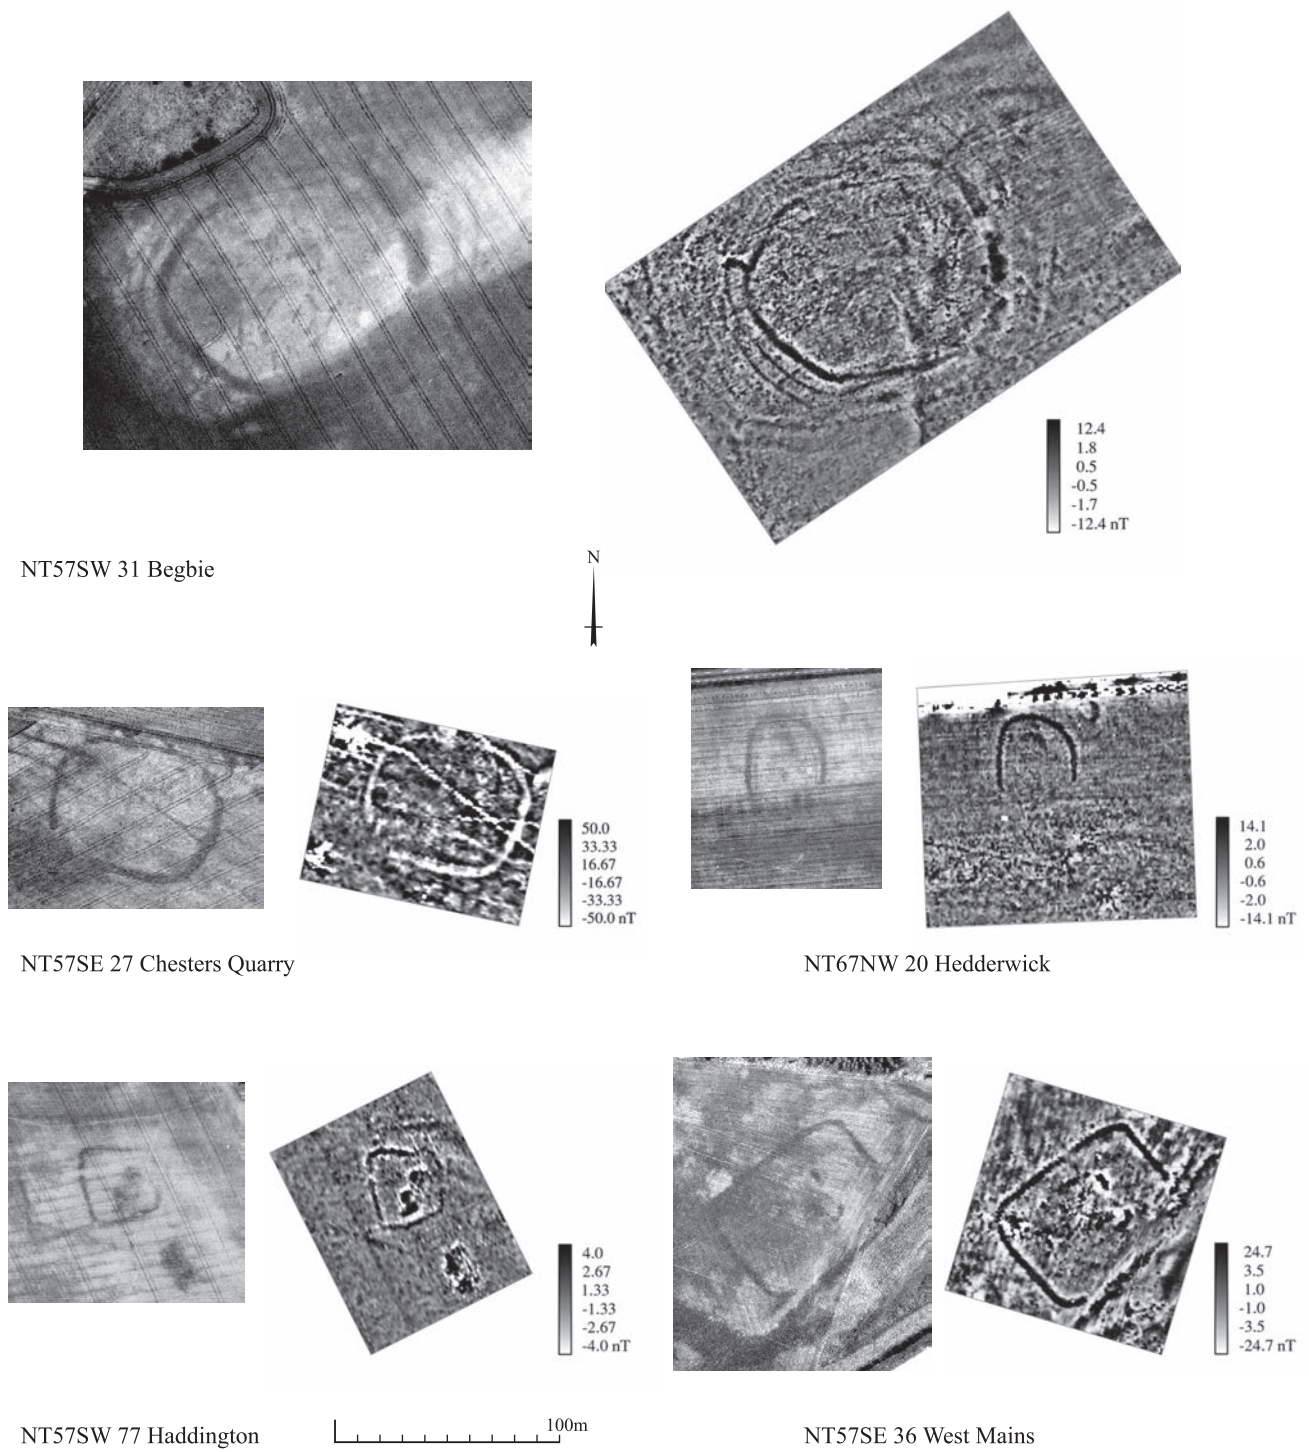 12.4
1.8
0.5
-0.5
-1.7
-12.4 nT
NT57SW 31 Begbie
N
50.0
33.33
16.67
-16.67
-33.33
-50.0 nT
14.1
2.0
0.6
-0.6
-2.0
-14.1 nT
NT57SE 27 Chesters Quarry
NT67NW 20 Hedderwick
4.0
2.67
1.33
-1.33
-2.67
-4.0 nT
24.7
3.5
1.0
-1.0
-3.5
-24.7 nT
NT57SW 77 Haddington
100m
NT57SE 36 West Mains